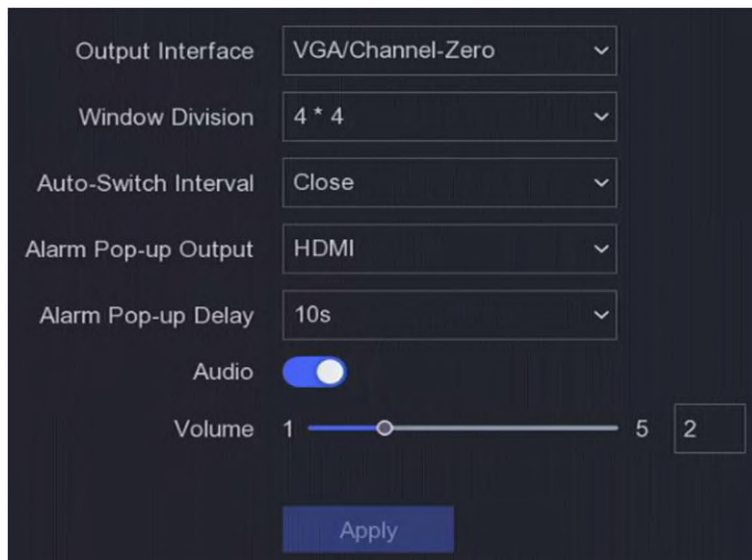 Output Interface VGA/Channel-Zero
Window Division 4 * 4
Auto-Switch Interval Close
Alarm Pop-up Output HDMI
Alarm Pop-up Delay 10s
Audio
Volume 1 5 2
Apply